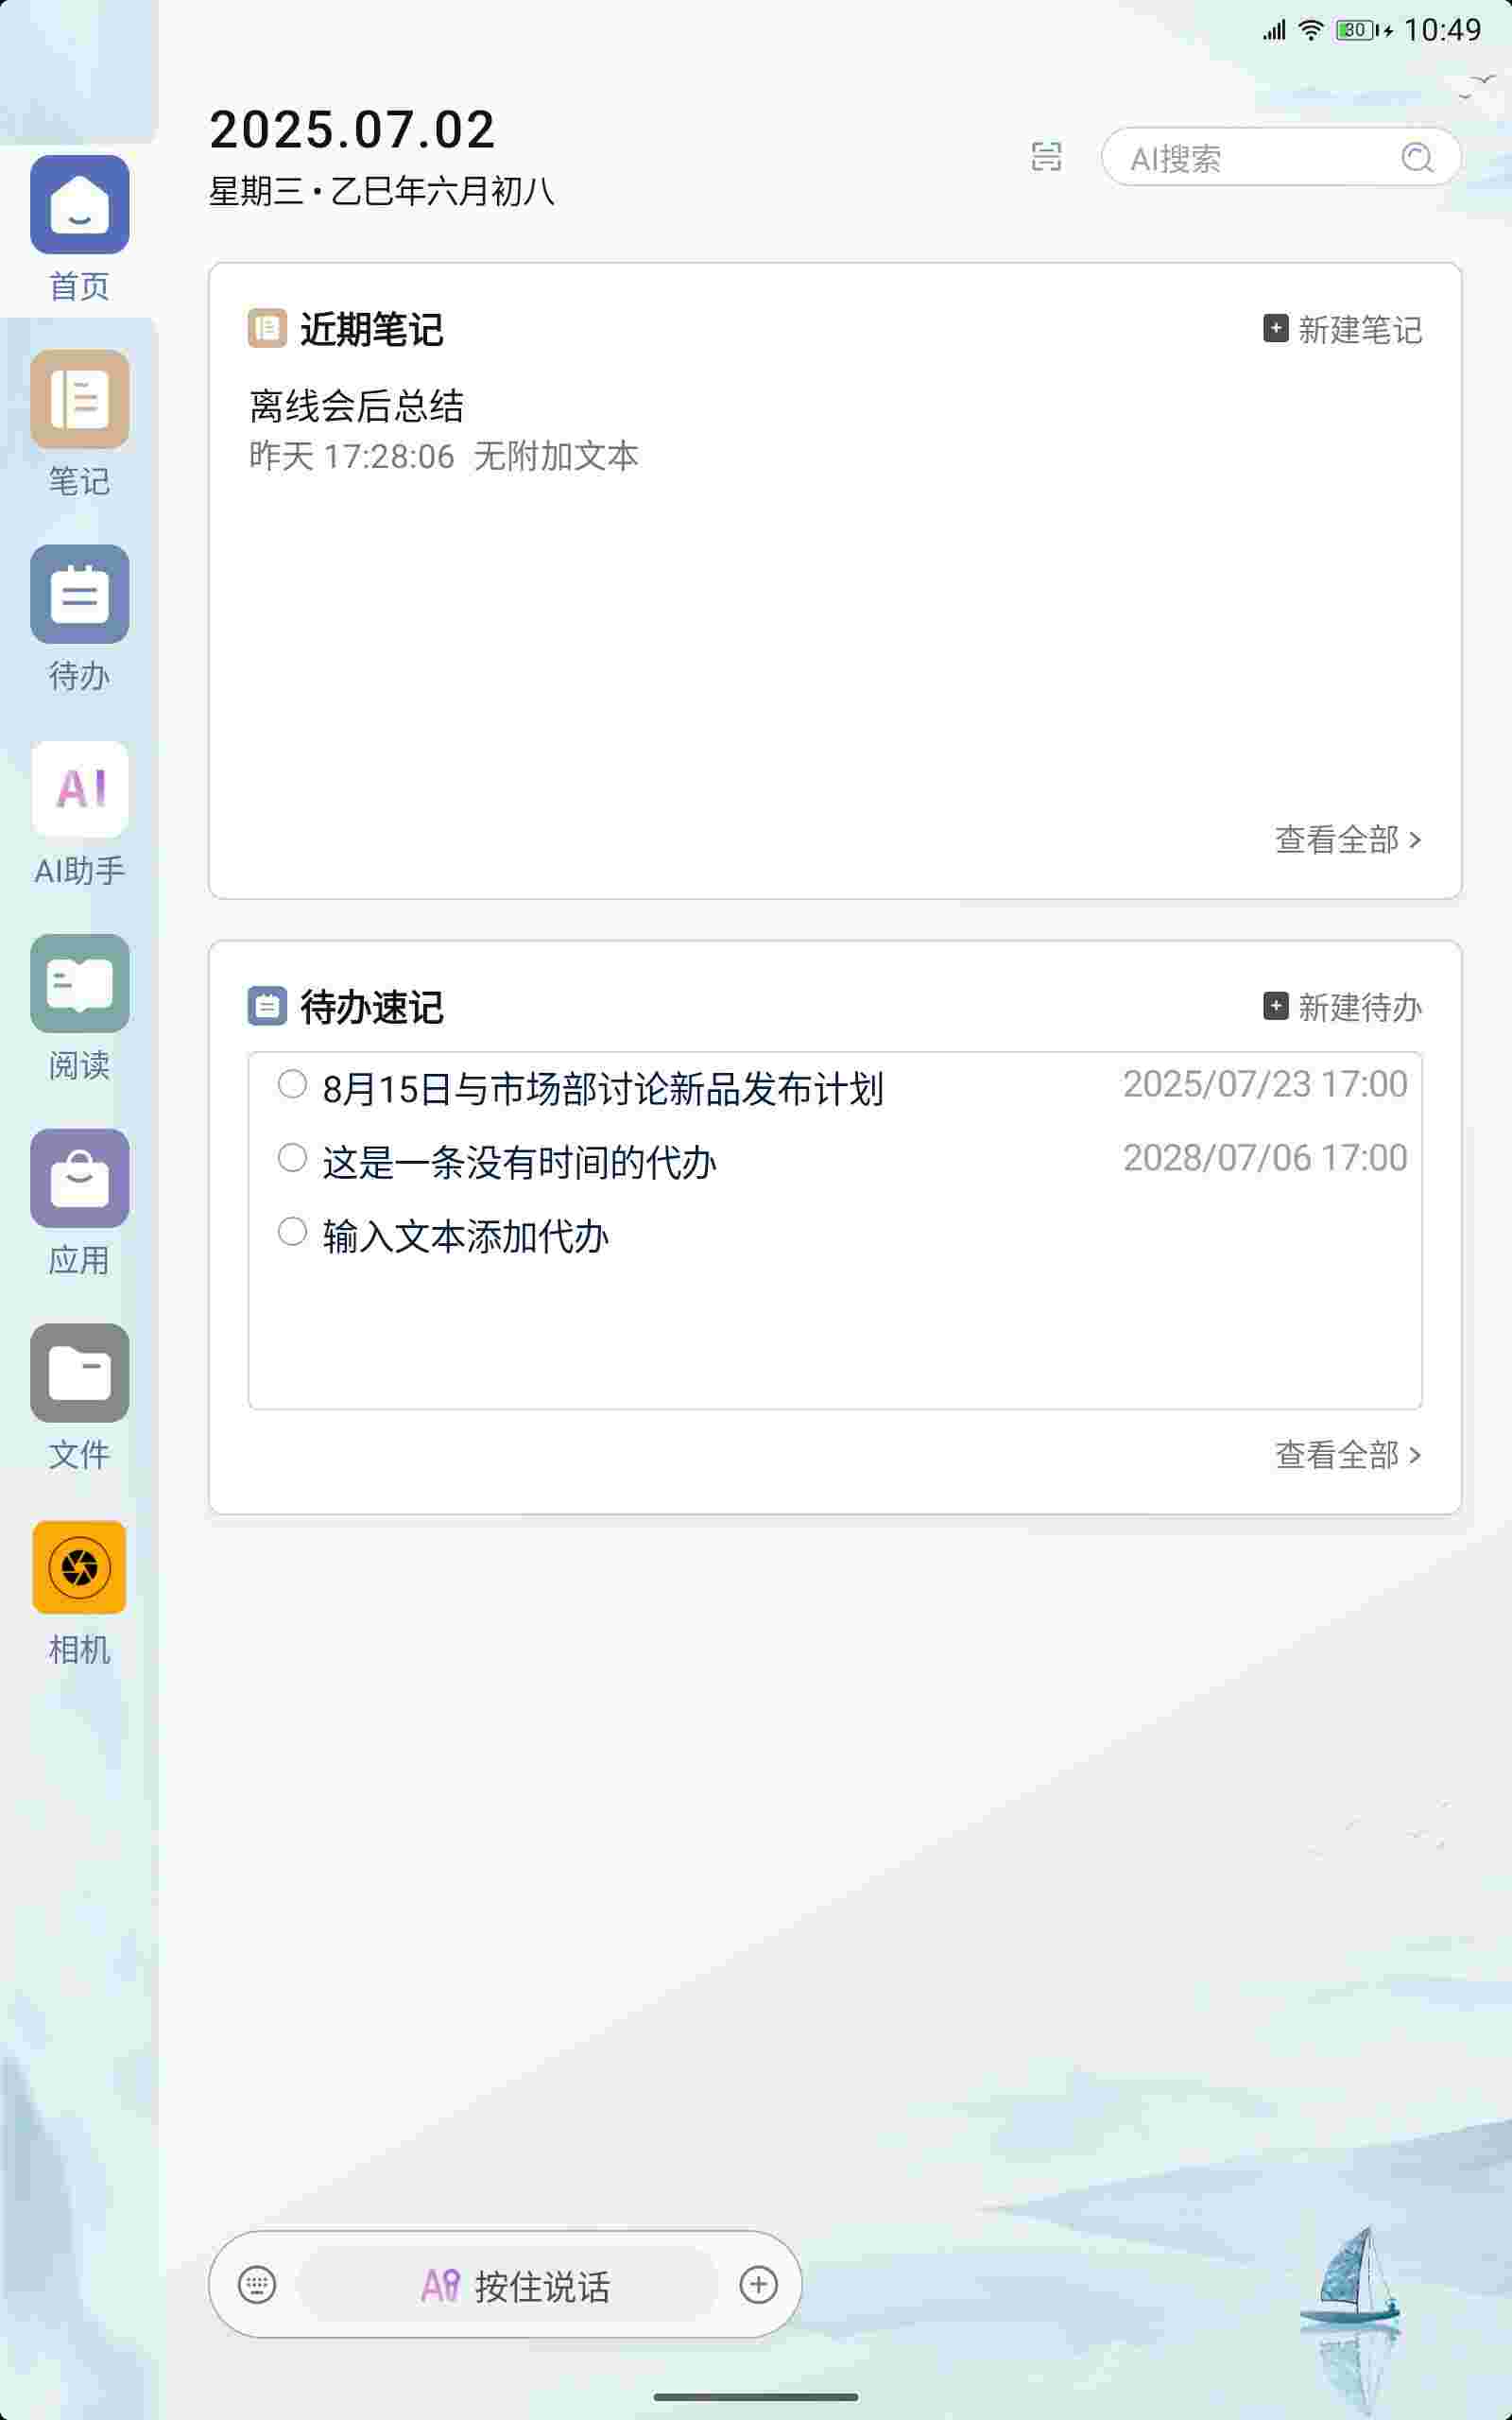 30 10:49
2025.07.02
星期三·乙巳年六月初八
AI搜索
首页
笔记
待办
AI
AI助手
阅读
应用
文件
相机
近期笔记
新建笔记
离线会后总结
昨天 17:28:06 无附加文本
查看全部 >
待办速记
新建待办
8月15日与市场部讨论新品发布计划 2025/07/23 17:00
这是一条没有时间的代办 2028/07/06 17:00
输入文本添加代办
查看全部 >
按住说话